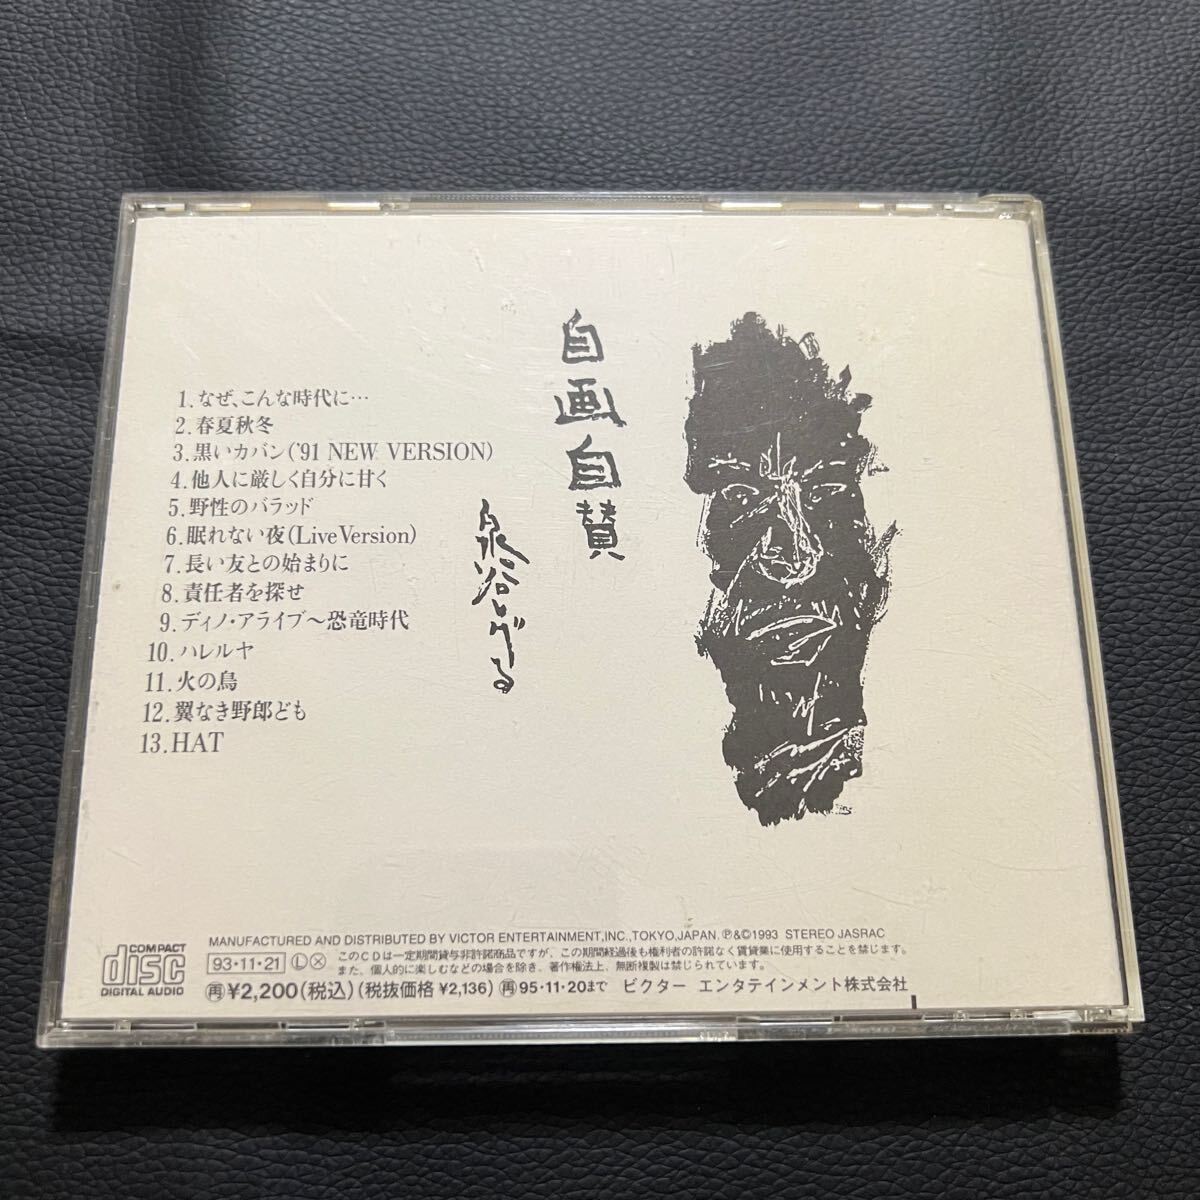 自画自賛
泉谷しげる
1.なぜ、こんな時代に…
2.春夏秋冬
3.黒いカバン('91 NEW VERSION)
4.他人に厳しく自分に甘く
5.野性のバラッド
6.眠れない夜(Live Version)
7.長い友との始まりに
8.責任者を探せ
9.ディノ・アライブ〜恐竜時代
10.ハレルヤ
11.火の鳥
12.翼なき野郎ども
13.HAT
COMPACT
disc
DIGITAL AUDIO
MANUFACTURED AND DISTRIBUTED BY VICTOR ENTERTAINMENT,INC.,TOKYO,JAPAN. ℗&©1993 STEREO JASRAC
93・11・21 Ⓛ ⓧ このCDは一定期間貸与非許諾商品ですが、この期間経過後も権利者の許諾なく賃貸業に使用することを禁じます。
また、個人的に楽しむなどの場合を除き、著作権法上、無断複製は禁じられています。
㊢¥2,200(税込)(税抜価格 ¥2,136) 再95・11・20まで ビクター エンタテインメント株式会社